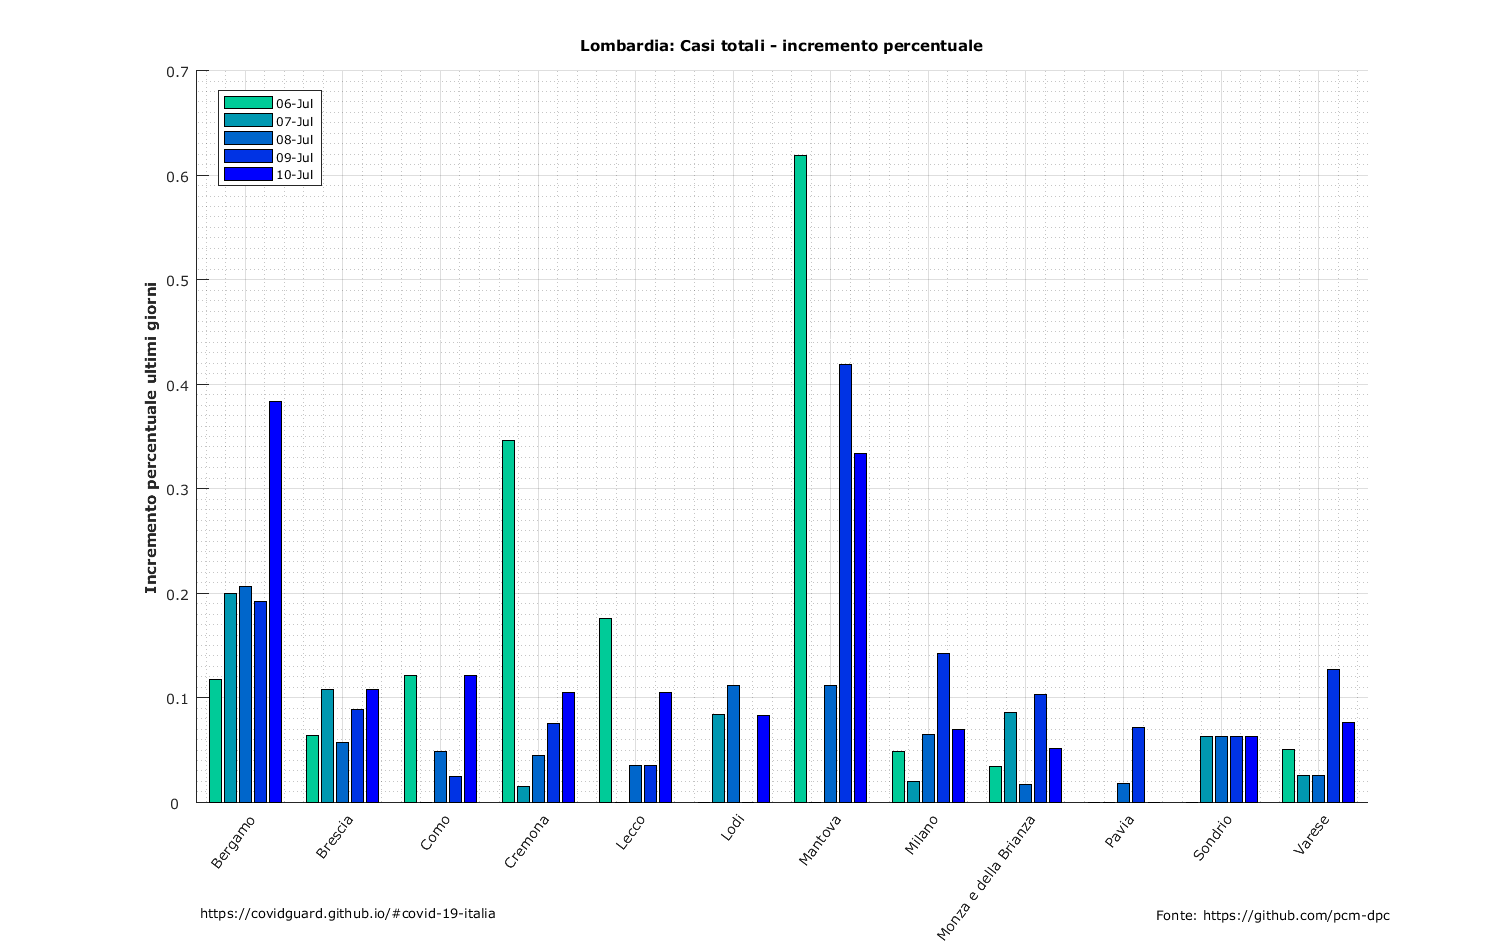 Lombardia: Casi totali - incremento percentuale
0.7
0.6
0.5
0.4
0.3
0.2
0.1
0
Incremento percentuale ultimi giorni
06-Jul
07-Jul
08-Jul
09-Jul
10-Jul
Bergamo
Brescia
Como
Cremona
Lecco
Lodi
Mantova
Milano
Monza e della Brianza
Pavia
Sondrio
Varese
https://covidguard.github.io/#covid-19-italia
Fonte: https://github.com/pcm-dpc